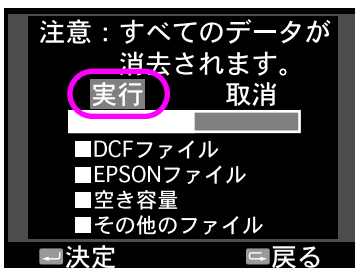 注意：すべてのデータが
消去されます。
実行 取消
■DCFファイル
■EPSONファイル
■空き容量
■その他のファイル
決定 戻る